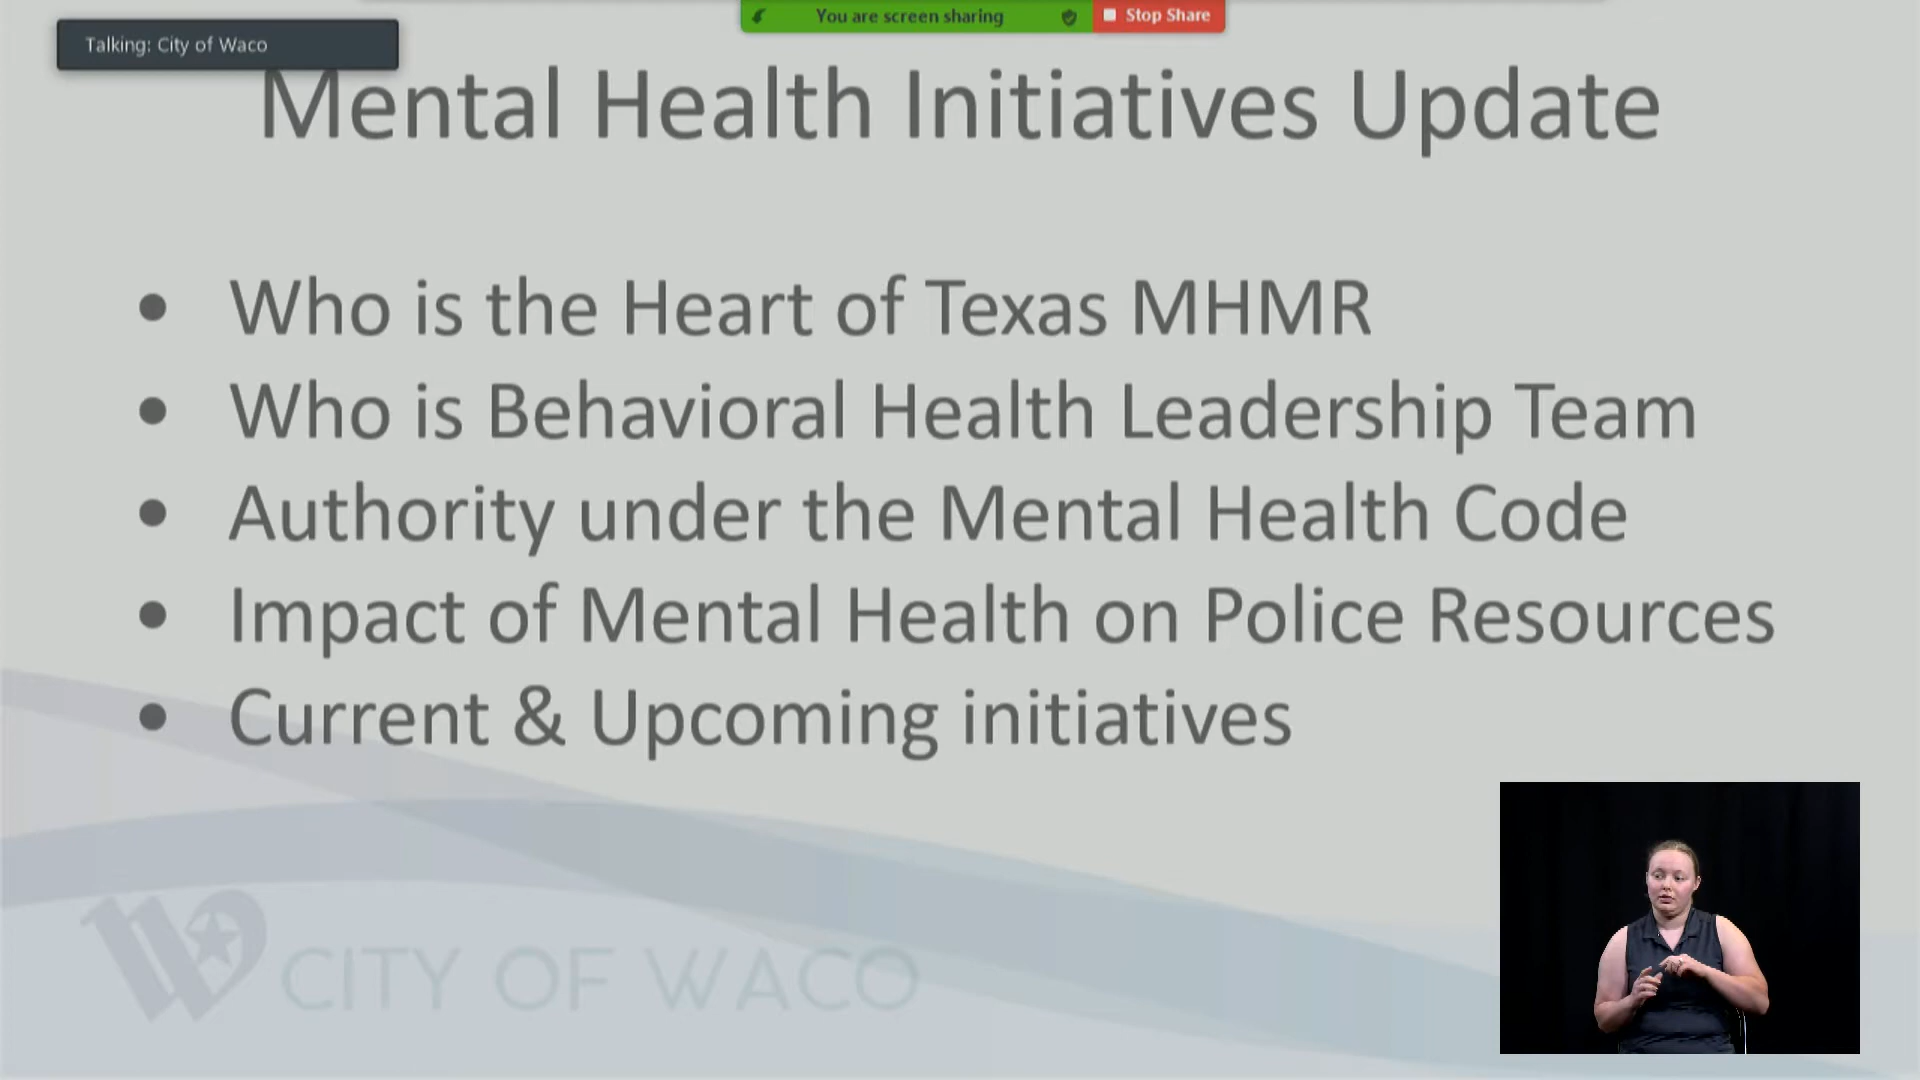 You are screen sharing
Stop Share
Talking: City of Waco
Mental Health Initiatives Update
• Who is the Heart of Texas MHMR
• Who is Behavioral Health Leadership Team
• Authority under the Mental Health Code
• Impact of Mental Health on Police Resources
• Current & Upcoming initiatives
W CITY OF WACO